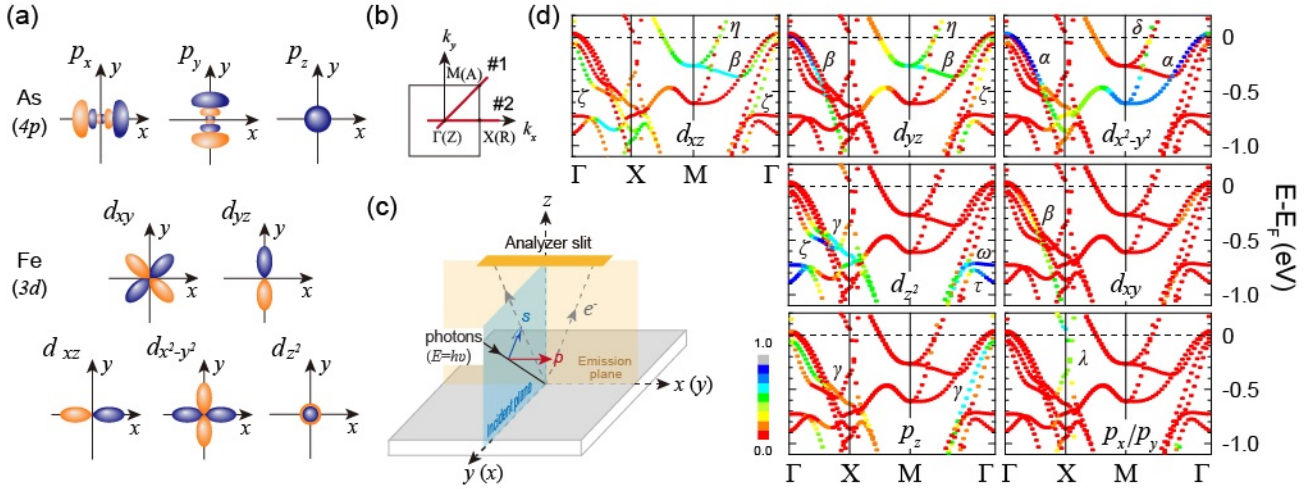 (a)
p_x y
p_y y
p_z y
As
(4p)
x
x
x
d_xy y
d_yz y
Fe
(3d)
x
x
d_xz y
d_x²-y² y
d_z² y
x
x
x
(b)
k_y
M(A)
#1
#2
Γ(Z)
X(R)
k_x
(c)
z
Analyzer slit
s
e⁻
photons
(E=hυ)
p
Emission
plane
Incident plane
x (y)
y (x)
(d)
η
β
ζ
ζ
d_xz
Γ X M Γ
η
β
β
ζ
d_yz
δ
α
α
d_x²-y²
0
-0.5
-1.0
γ
ζ
ω
τ
d_z²
β
d_xy
0
-0.5
-1.0
E-E_F (eV)
1.0
0.0
γ
γ
p_z
Γ X M Γ
λ
p_x/p_y
Γ X M Γ
0
-0.5
-1.0